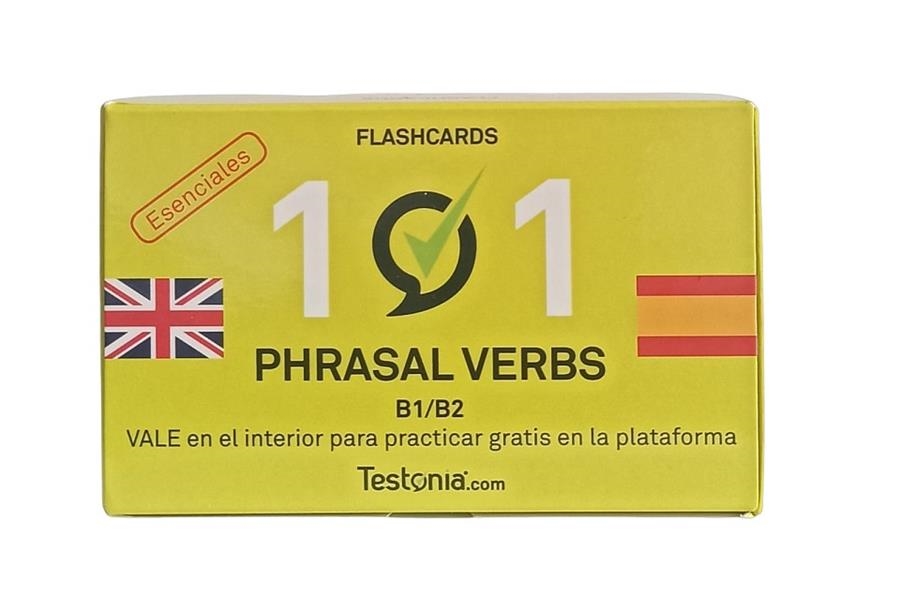 FLASHCARDS
Esenciales
101
PHRASAL VERBS
B1/B2
VALE en el interior para practicar gratis en la plataforma
Testonia.com